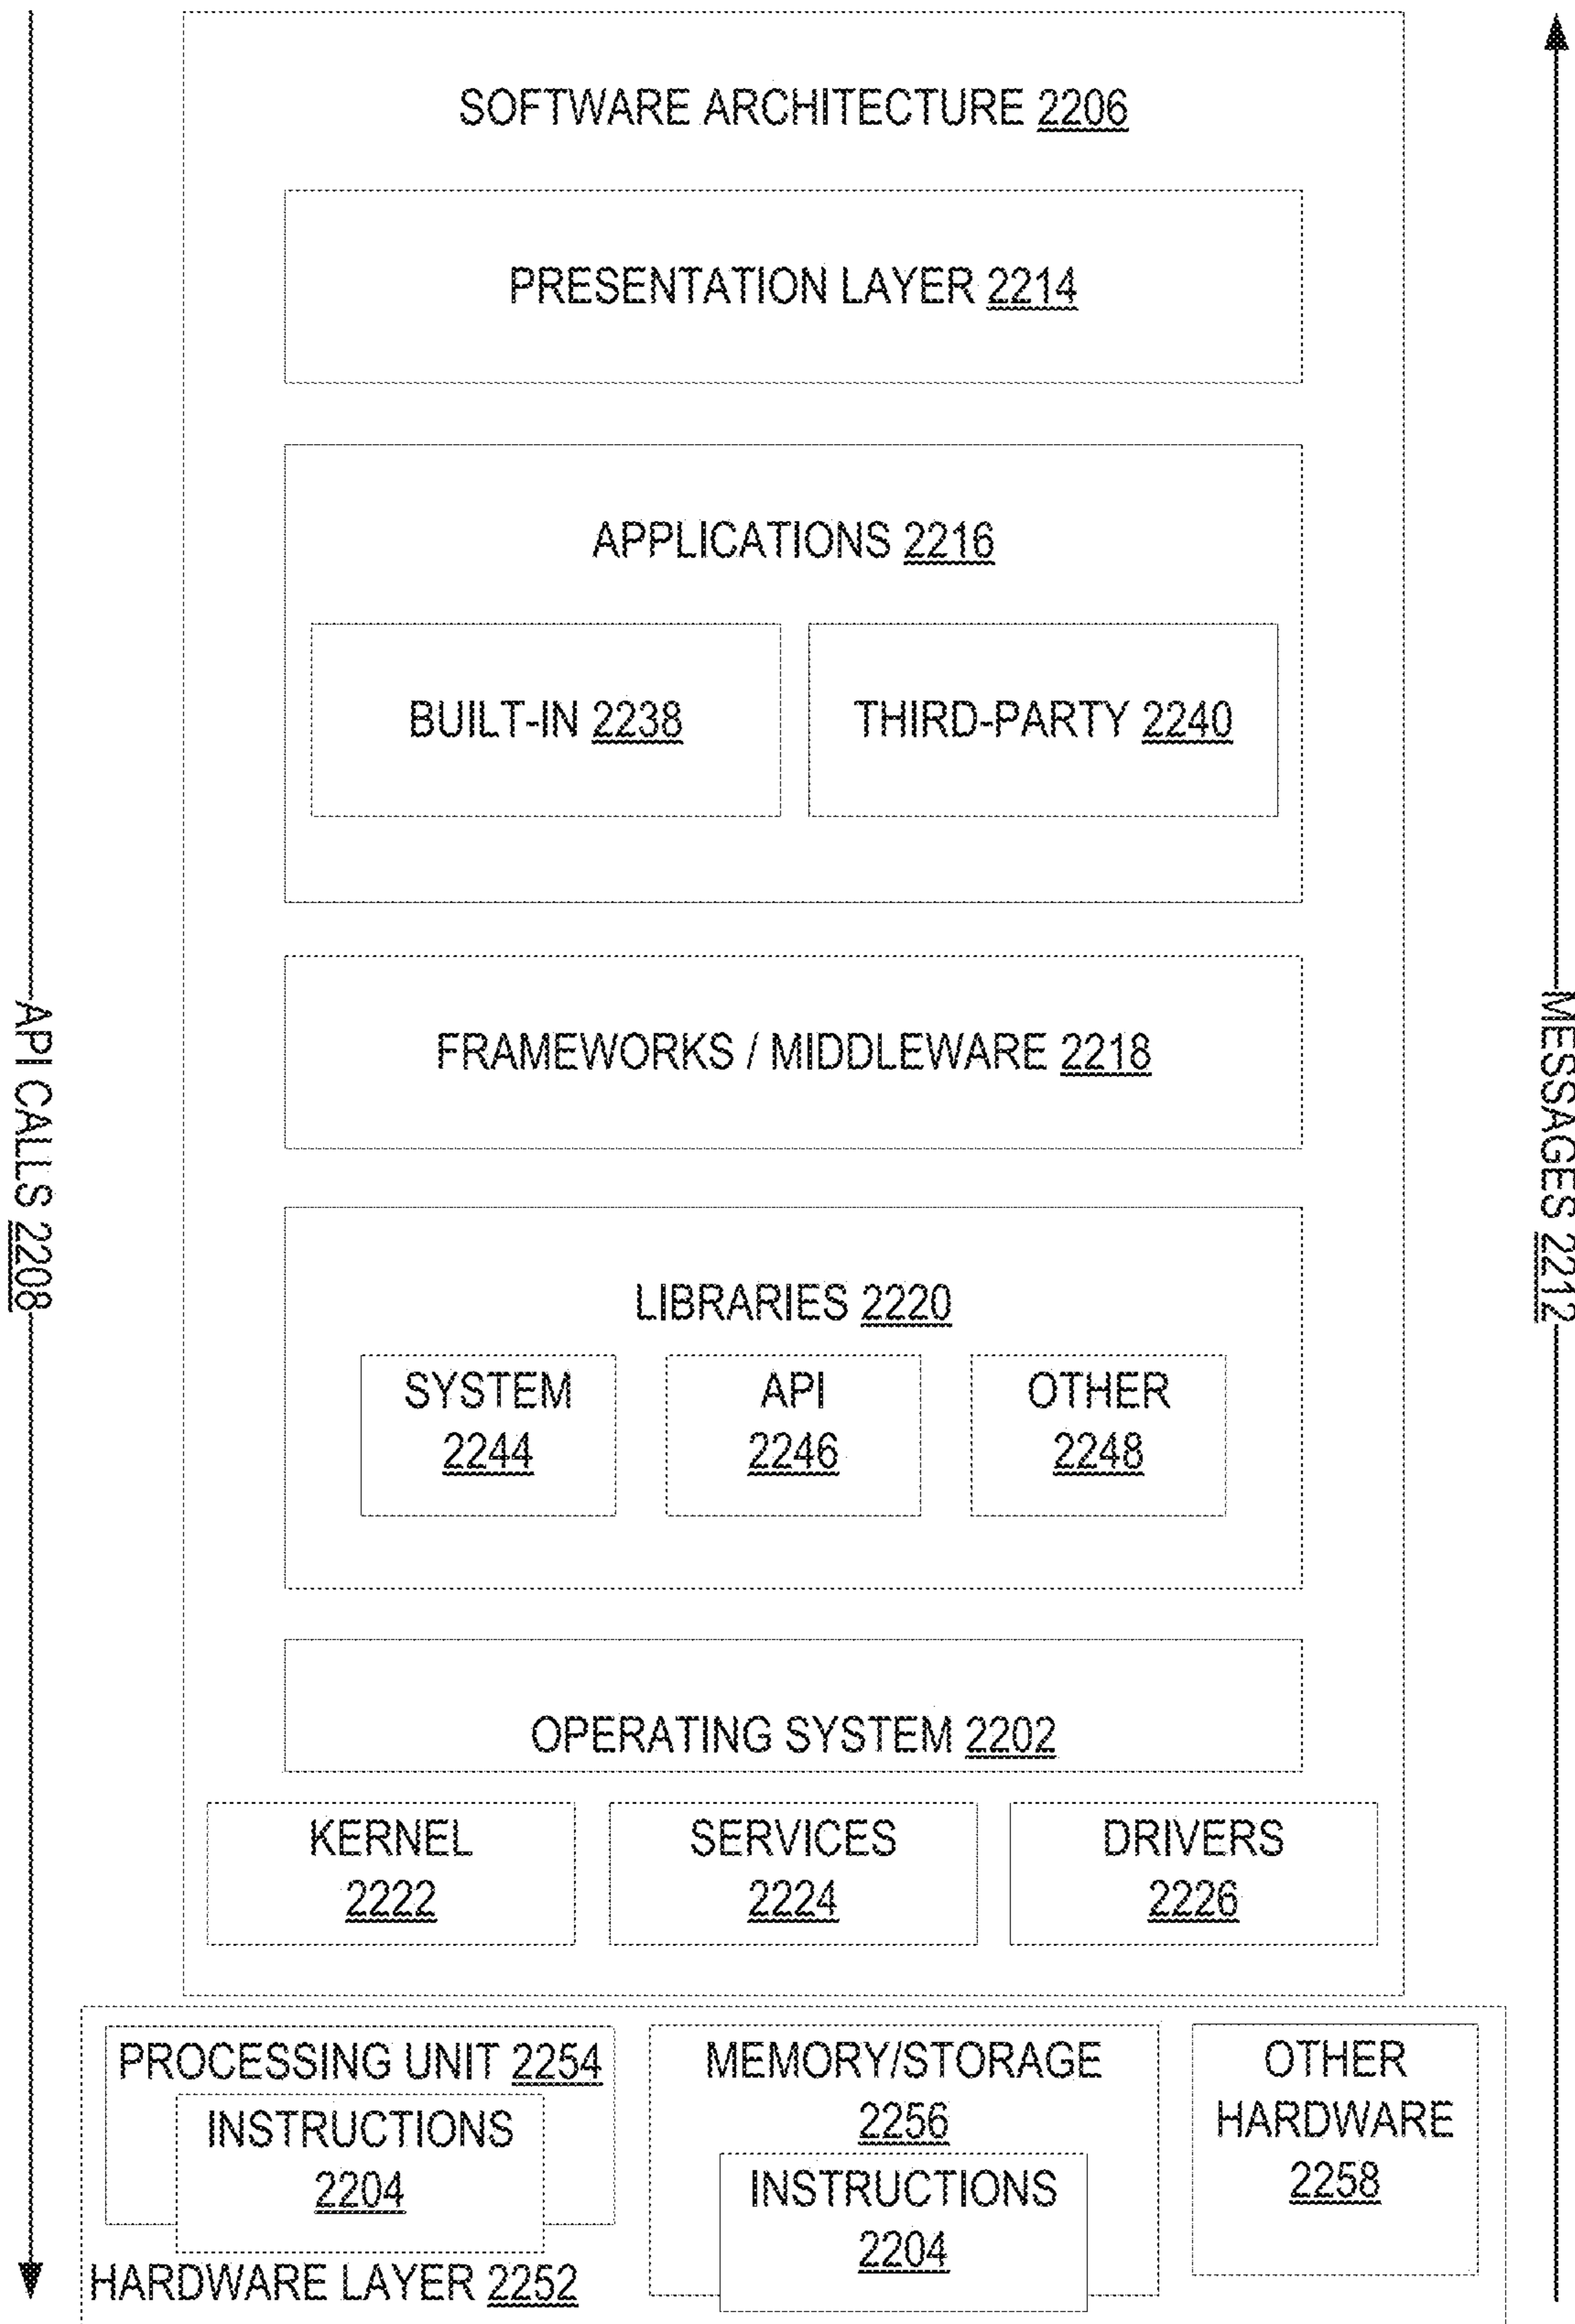 SOFTWARE ARCHITECTURE 2206
PRESENTATION LAYER 2214
APPLICATIONS 2216
BUILT-IN 2238
THIRD-PARTY 2240
FRAMEWORKS / MIDDLEWARE 2218
API CALLS 2208
MESSAGES 2212
LIBRARIES 2220
SYSTEM
2244
API
2246
OTHER
2248
OPERATING SYSTEM 2202
KERNEL
2222
SERVICES
2224
DRIVERS
2226
PROCESSING UNIT 2254
INSTRUCTIONS
2204
MEMORY/STORAGE
2256
INSTRUCTIONS
2204
OTHER
HARDWARE
2258
HARDWARE LAYER 2252